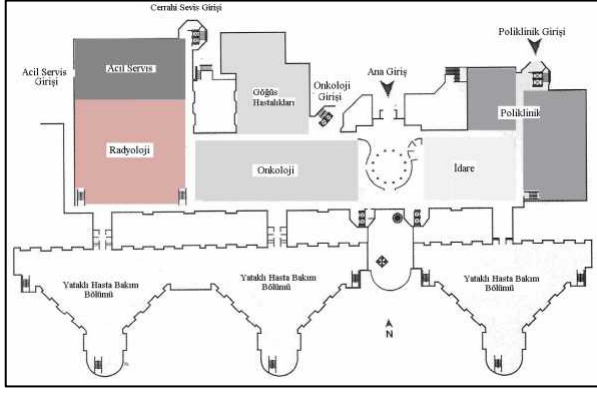 Cerrahi Sevis Girişi
Poliklinik Girişi
Acil Servis
Girişi
Acil Servis
Göğüs
Hastalıkları
Onkoloji
Girişi
Ana Giriş
Poliklinik
Radyoloji
Onkoloji
İdare
Yataklı Hasta Bakım
Bölümü
Yataklı Hasta Bakım
Bölümü
Yataklı Hasta Bakım
Bölümü
N